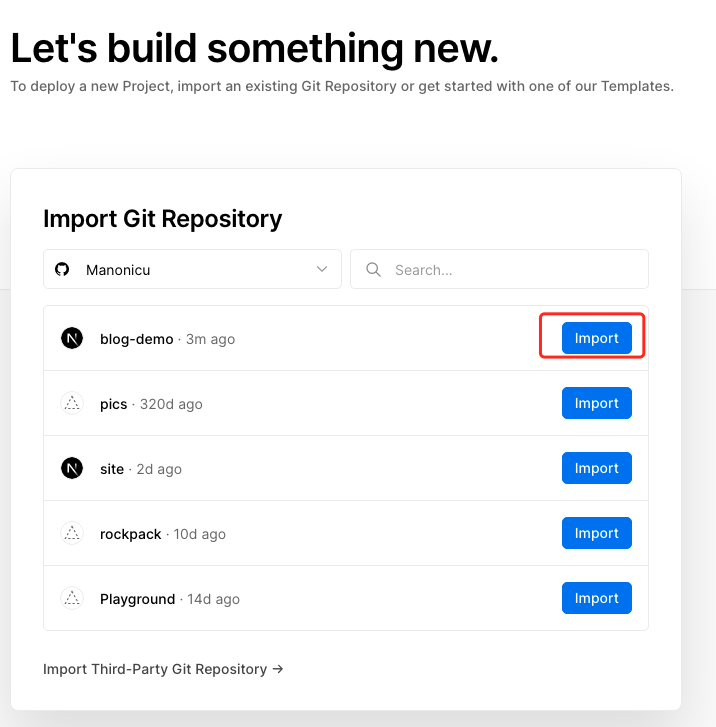 Let's build something new.
To deploy a new Project, import an existing Git Repository or get started with one of our Templates.
Import Git Repository
Manonicu
Search...
blog-demo · 3m ago
Import
pics · 320d ago
Import
site · 2d ago
Import
rockpack · 10d ago
Import
Playground · 14d ago
Import
Import Third-Party Git Repository →